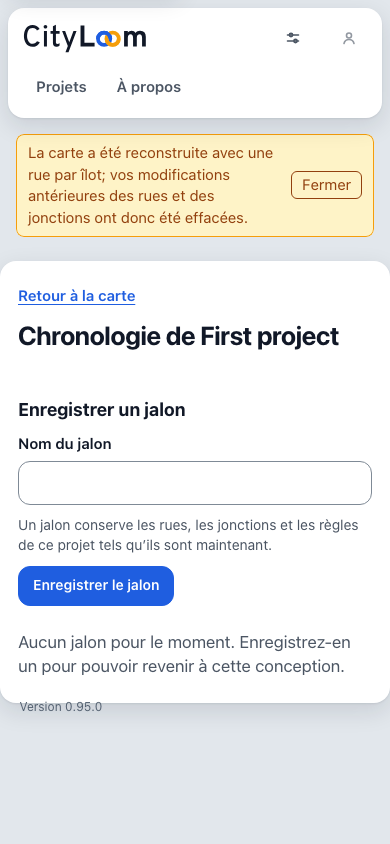 CityLoom
Projets
À propos
La carte a été reconstruite avec une
rue par îlot; vos modifications
antérieures des rues et des
jonctions ont donc été effacées.
Fermer
Retour à la carte
Chronologie de First project
Enregistrer un jalon
Nom du jalon
Un jalon conserve les rues, les jonctions et les règles
de ce projet tels qu’ils sont maintenant.
Enregistrer le jalon
Aucun jalon pour le moment. Enregistrez-en
un pour pouvoir revenir à cette conception.
Version 0.95.0